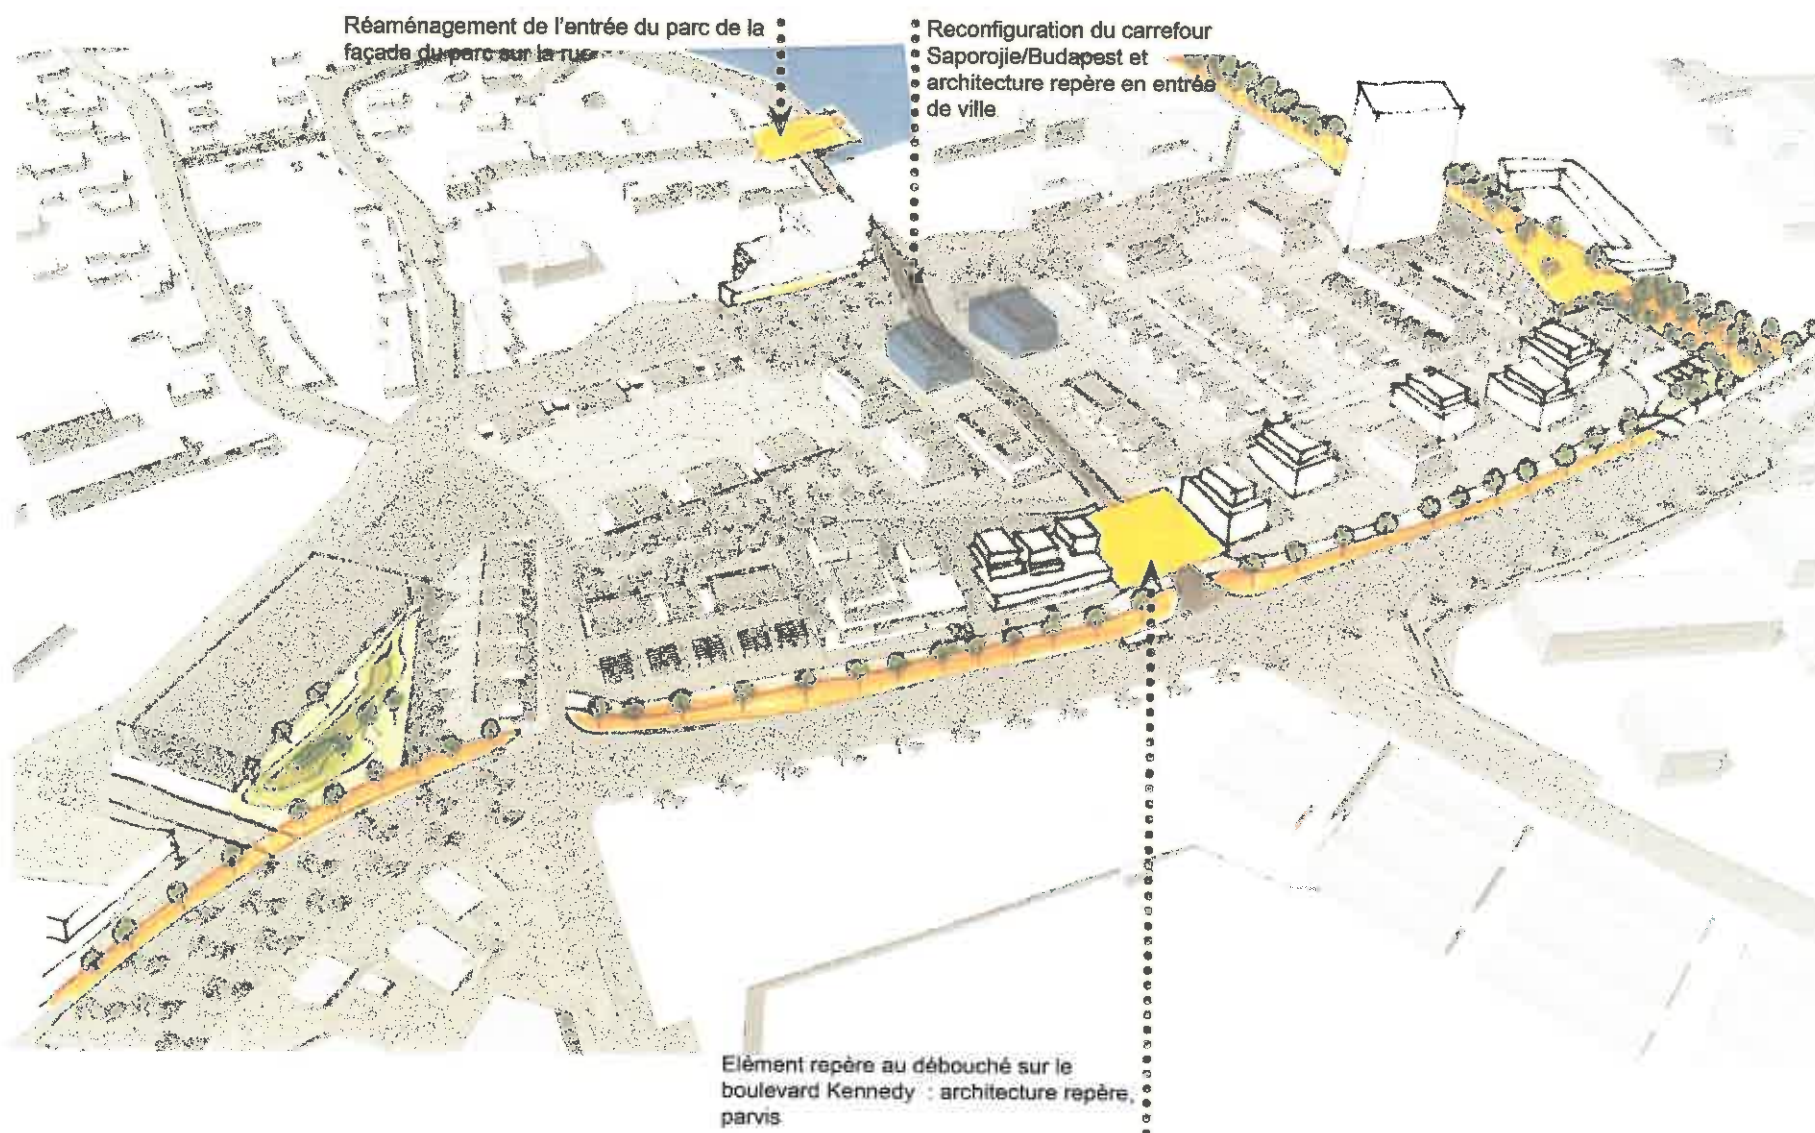 Réaménagement de l'entrée du parc de la
façade du parc sur la rue
Reconfiguration du carrefour
Saporojie/Budapest et
architecture repère en entrée
de ville
Elément repère au débouché sur le
boulevard Kennedy : architecture repère,
parvis